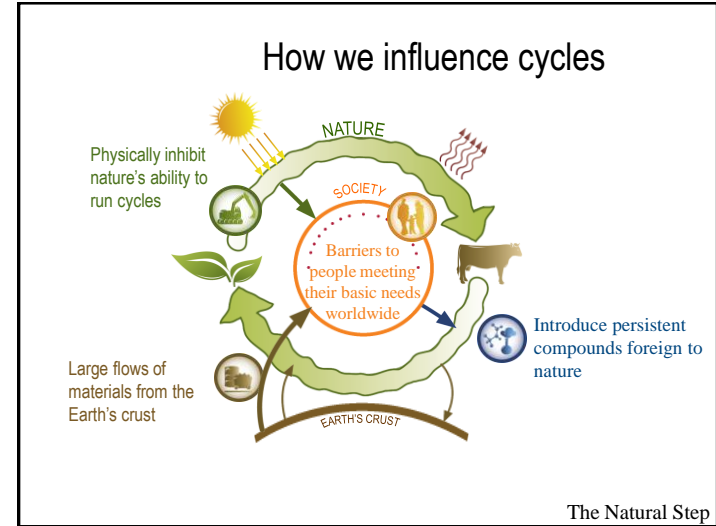 How we influence cycles
NATURE
Physically inhibit
nature's ability to
run cycles
SOCIETY
Barriers to
people meeting
their basic needs
worldwide
Introduce persistent
compounds foreign to
nature
Large flows of
materials from the
Earth's crust
EARTH'S CRUST
The Natural Step